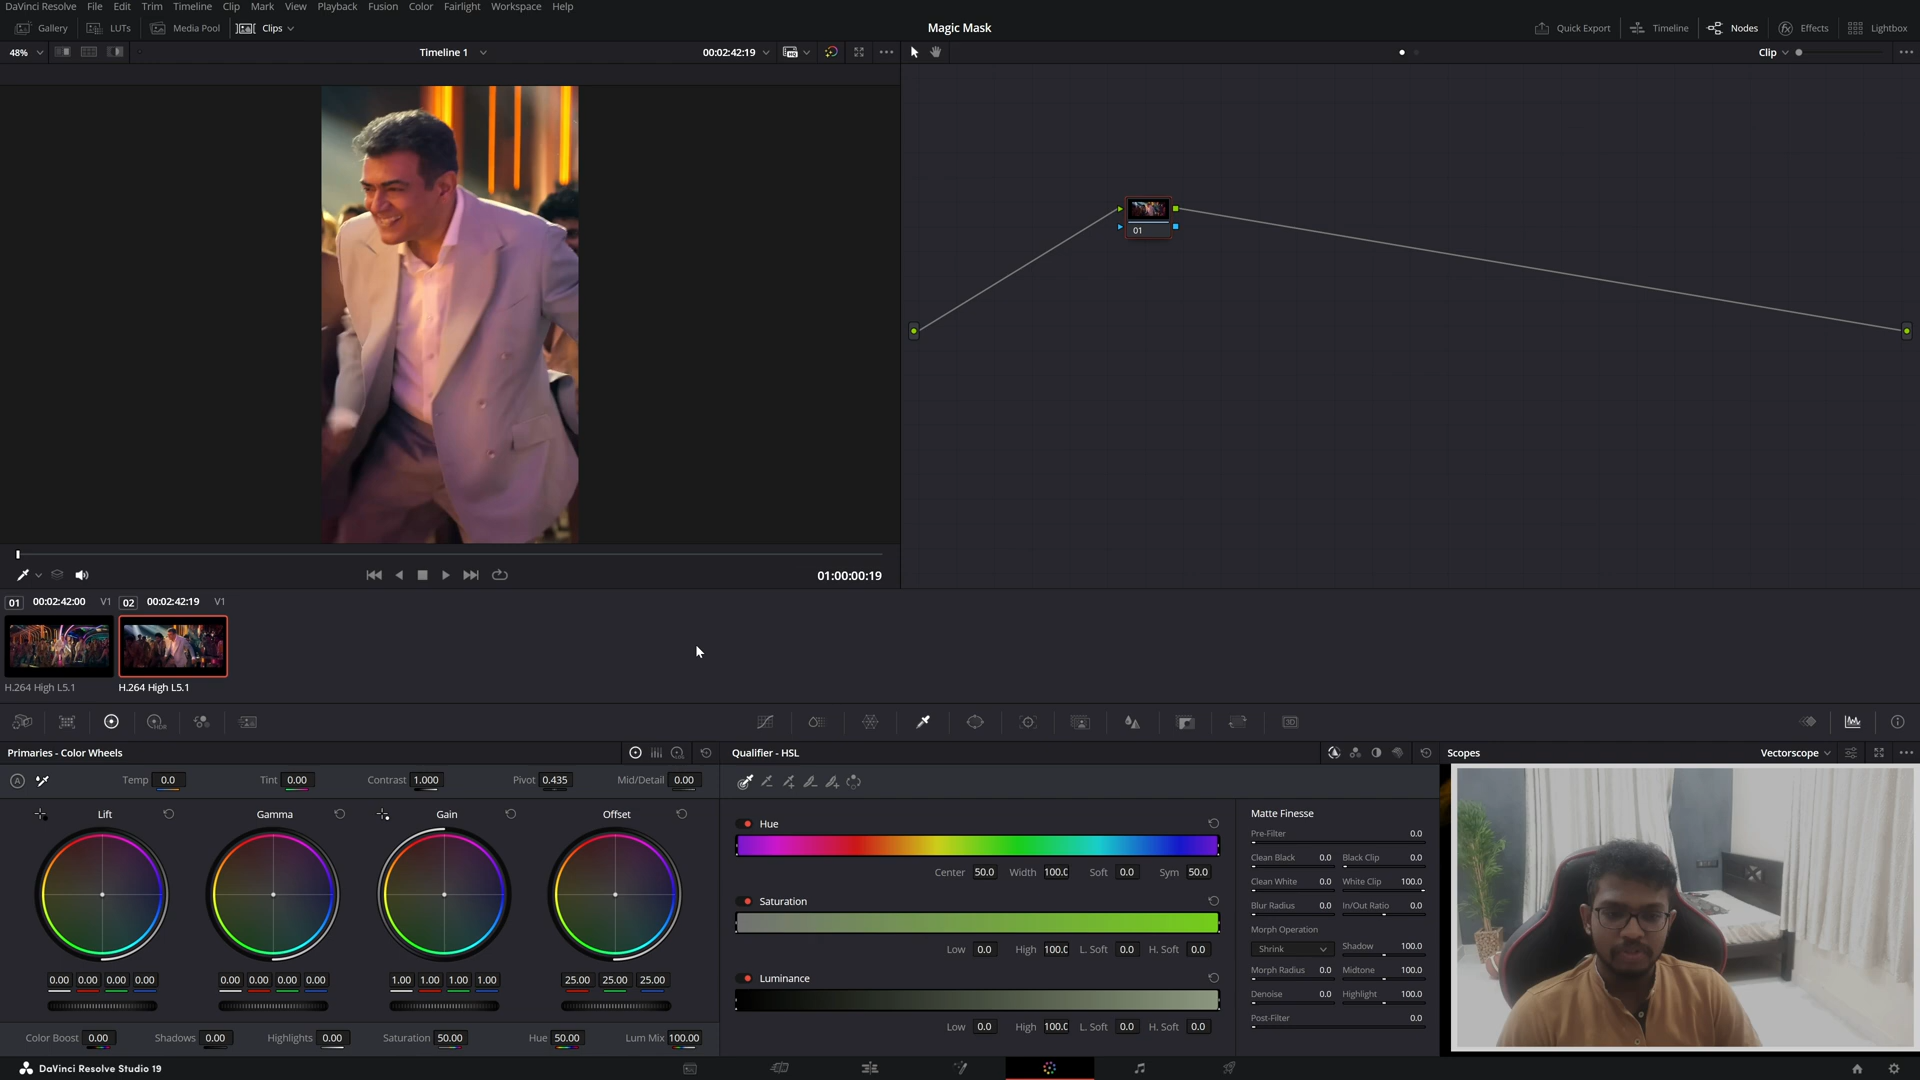 DaVinci Resolve File Edit Trim Timeline Clip Mark View Playback Fusion Color Fairlight Workspace Help
Gallery LUTs Media Pool Clips Magic Mask Quick Export Timeline Nodes Effects Lightbox
48% Timeline 1 00:02:42:19 Clip
01
01:00:00:19
01 00:02:42:00 V1 02 00:02:42:19 V1
H.264 High L5.1 H.264 High L5.1
Primaries - Color Wheels Qualifier - HSL Scopes Vectorscope
A Temp 0.0 Tint 0.00 Contrast 1.000 Pivot 0.435 Mid/Detail 0.00
Lift Gamma Gain Offset
0.00 0.00 0.00 0.00 0.00 0.00 0.00 0.00 1.00 1.00 1.00 1.00 25.00 25.00 25.00
Color Boost 0.00 Shadows 0.00 Highlights 0.00 Saturation 50.00 Hue 50.00 Lum Mix 100.00
Hue
Center 50.0 Width 100.0 Soft 0.0 Sym 50.0
Saturation
Low 0.0 High 100.0 L. Soft 0.0 H. Soft 0.0
Luminance
Low 0.0 High 100.0 L. Soft 0.0 H. Soft 0.0
Matte Finesse
Pre-Filter 0.0
Clean Black 0.0 Black Clip 0.0
Clean White 0.0 White Clip 100.0
Blur Radius 0.0 In/Out Ratio 0.0
Morph Operation
Shrink Shadow 100.0
Morph Radius 0.0 Midtone 100.0
Denoise 0.0 Highlight 100.0
Post-Filter 0.0
DaVinci Resolve Studio 19